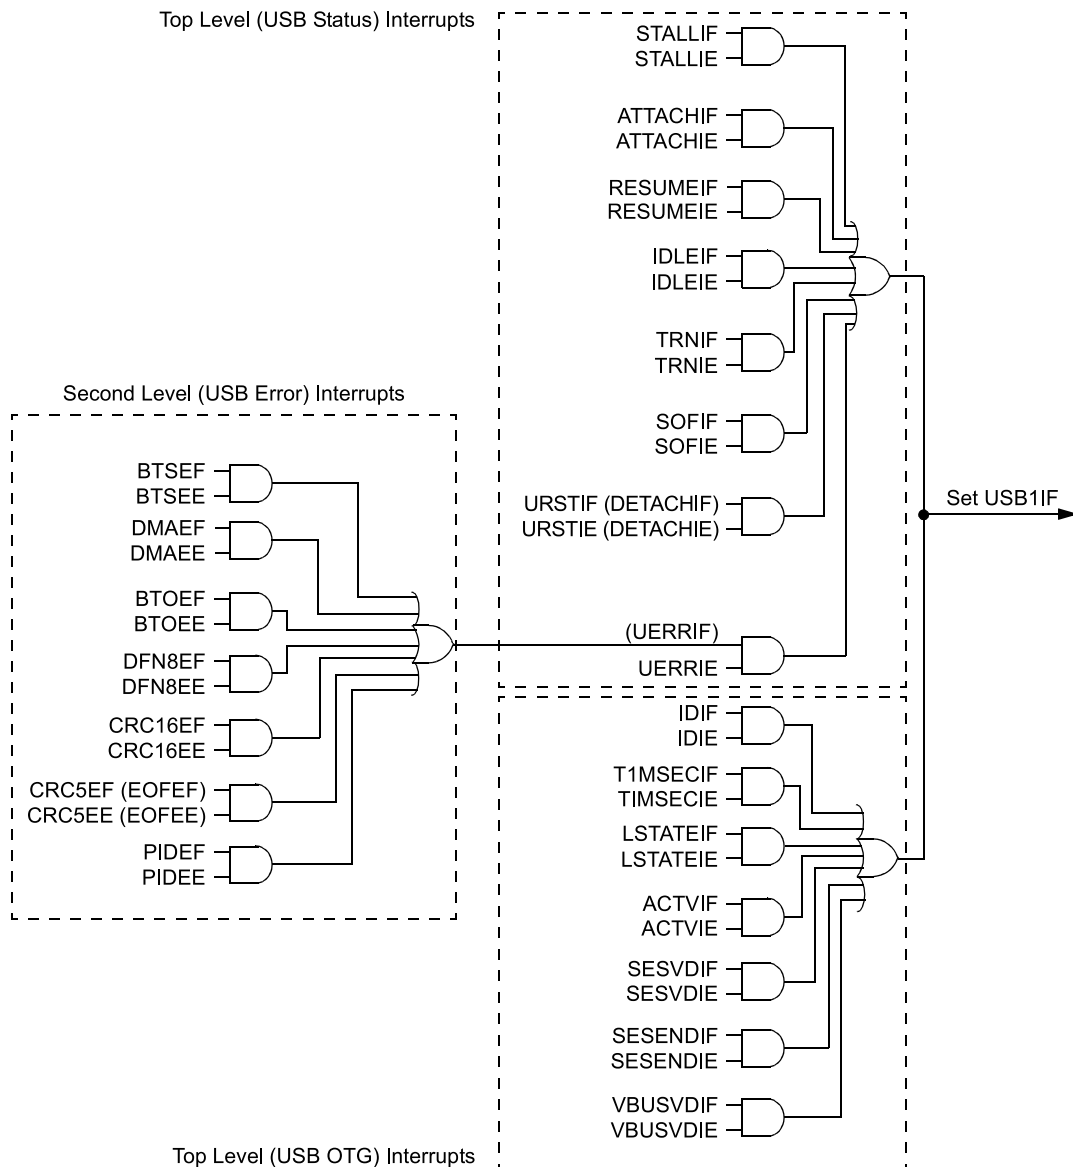 Top Level (USB Status) Interrupts
STALLIF
STALLIE
ATTACHIF
ATTACHIE
RESUMEIF
RESUMEIE
IDLEIF
IDLEIE
TRNIF
TRNIE
SOFIF
SOFIE
URSTIF (DETACHIF)
URSTIE (DETACHIE)
(UERRIF)
UERRIE
Second Level (USB Error) Interrupts
BTSEF
BTSEE
DMAEF
DMAEE
BTOEF
BTOEE
DFN8EF
DFN8EE
CRC16EF
CRC16EE
CRC5EF (EOFEF)
CRC5EE (EOFEE)
PIDEF
PIDEE
Set USB1IF
IDIF
IDIE
T1MSECIF
TIMSECIE
LSTATEIF
LSTATEIE
ACTVIF
ACTVIE
SESVDIF
SESVDIE
SESENDIF
SESENDIE
VBUSVDIF
VBUSVDIE
Top Level (USB OTG) Interrupts